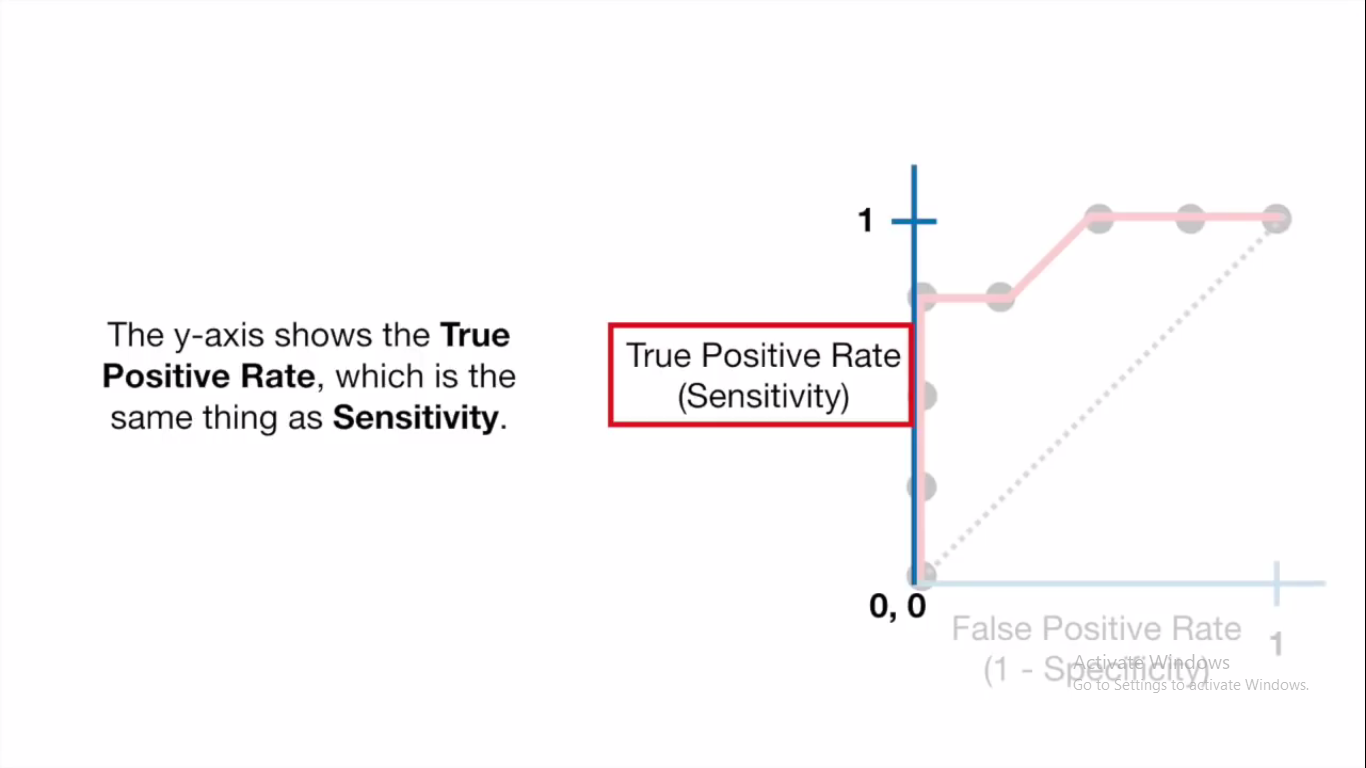 The y-axis shows the True
Positive Rate, which is the
same thing as Sensitivity.
1
True Positive Rate
(Sensitivity)
0, 0
False Positive Rate
(1 - Specificity)
1
Activate Windows
Go to Settings to activate Windows.